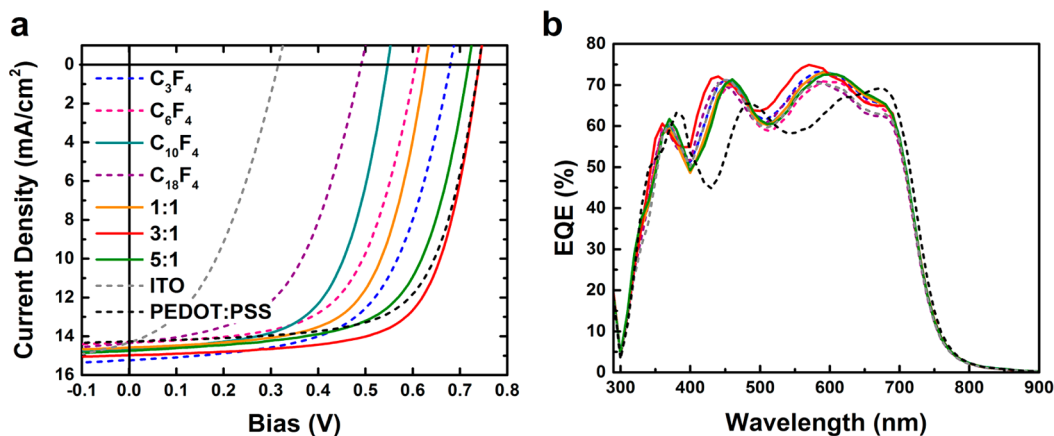 a
Current Density (mA/cm²)
0
2
4
6
8
10
12
14
16
C₃F₄
C₆F₄
C₁₀F₄
C₁₈F₄
1:1
3:1
5:1
ITO
PEDOT:PSS
-0.1 0.0 0.1 0.2 0.3 0.4 0.5 0.6 0.7 0.8
Bias (V)
b
EQE (%)
80
70
60
50
40
30
20
10
0
300 400 500 600 700 800 900
Wavelength (nm)